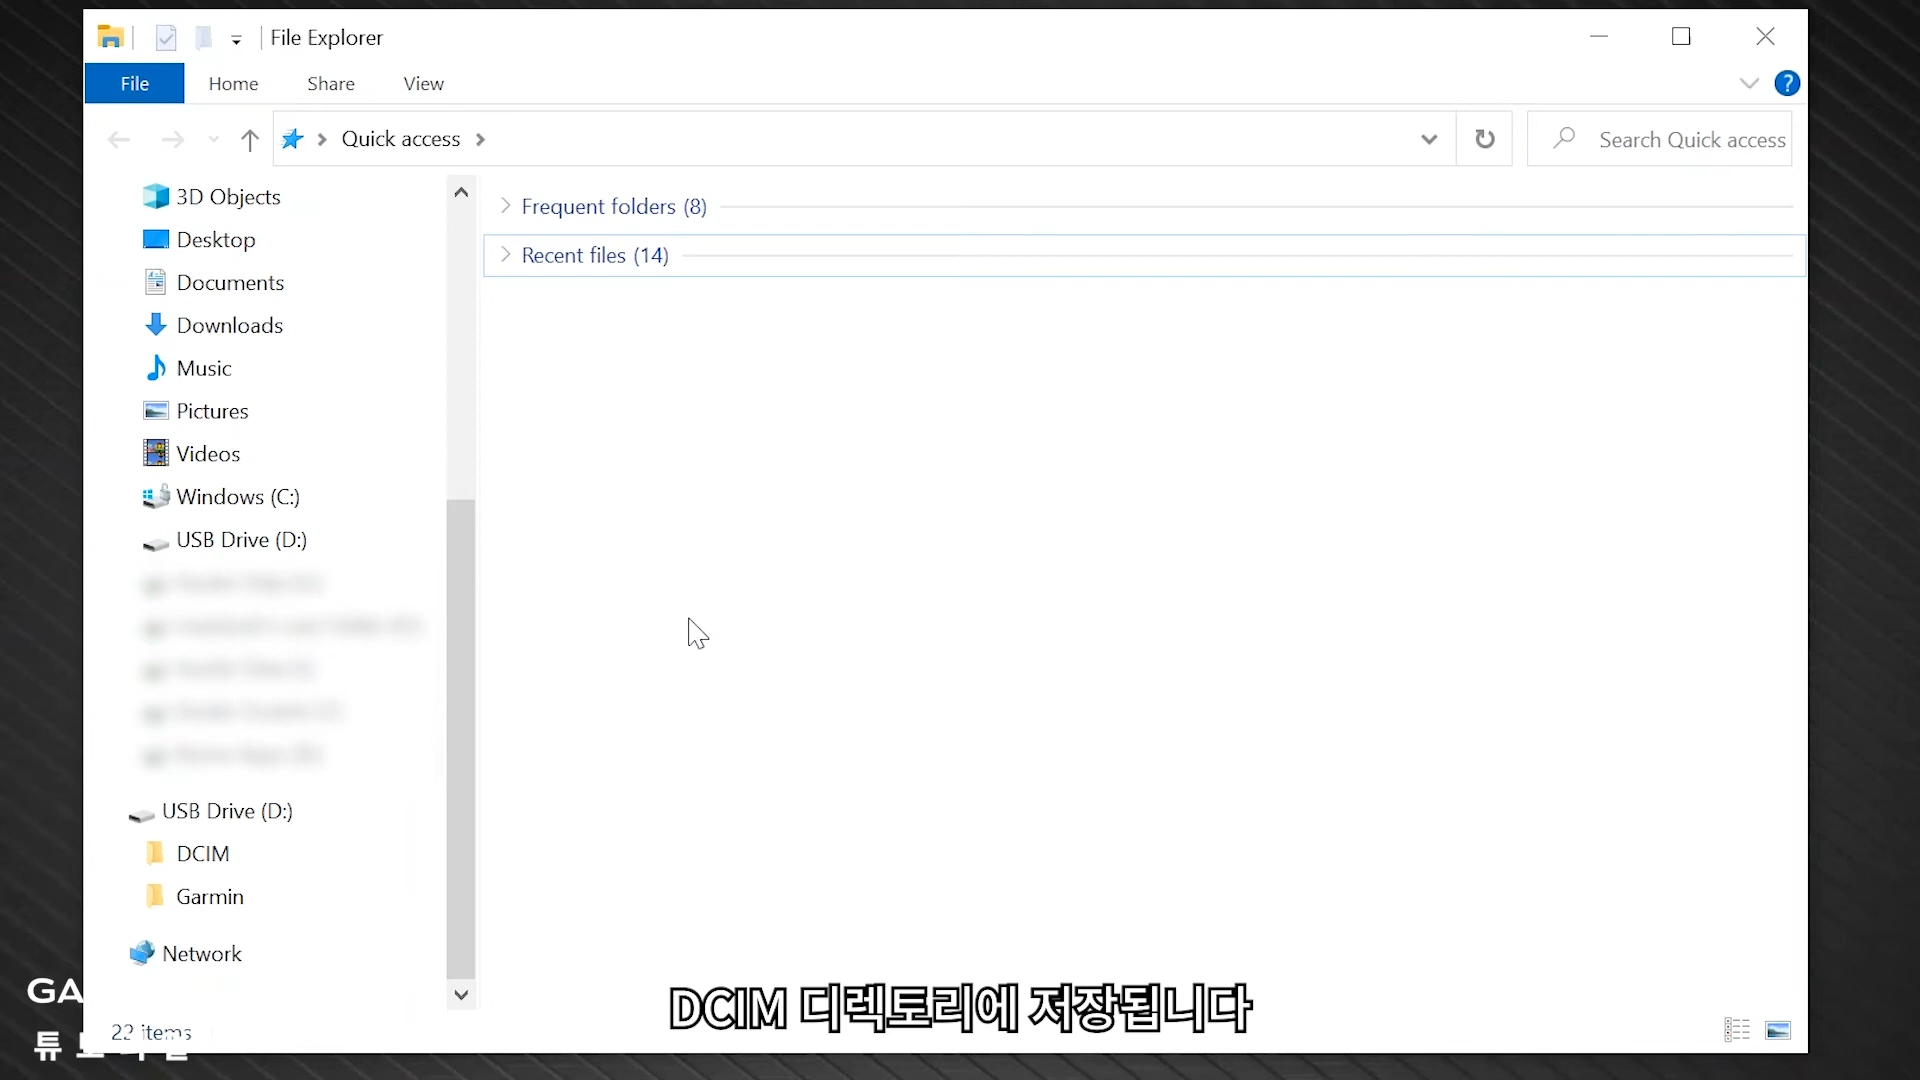 File Explorer
File
Home
Share
View
?
Quick access
Search Quick access
3D Objects
Desktop
Documents
Downloads
Music
Pictures
Videos
Windows (C:)
USB Drive (D:)
USB Drive (D:)
DCIM
Garmin
Network
Frequent folders (8)
Recent files (14)
DCIM 디렉토리에 저장됩니다
22 items
GA
튜